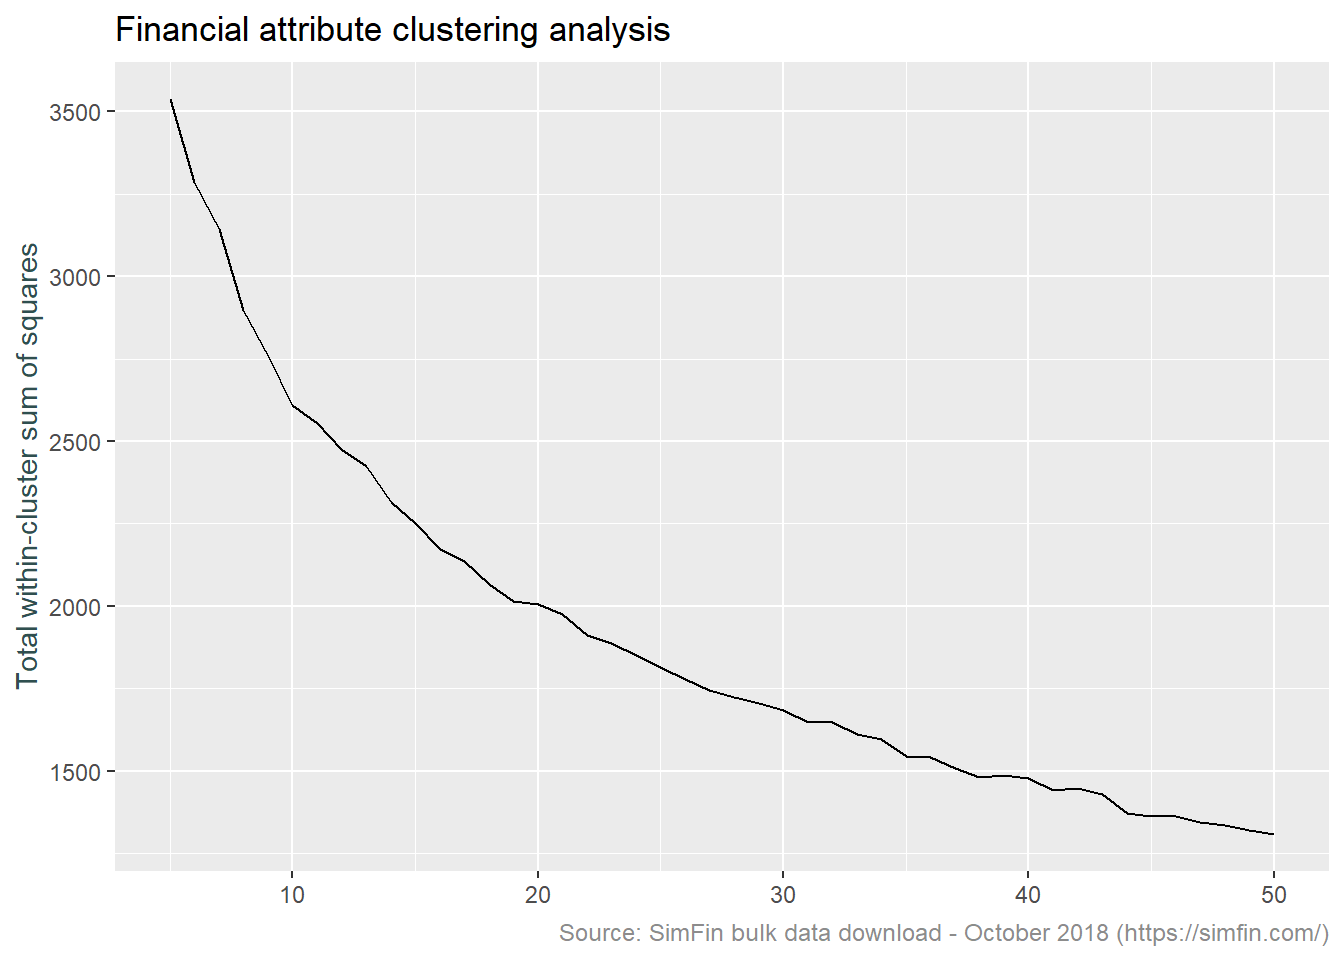 Financial attribute clustering analysis
Total within-cluster sum of squares
3500
3000
2500
2000
1500
10 20 30 40 50
Source: SimFin bulk data download - October 2018 (https://simfin.com/)